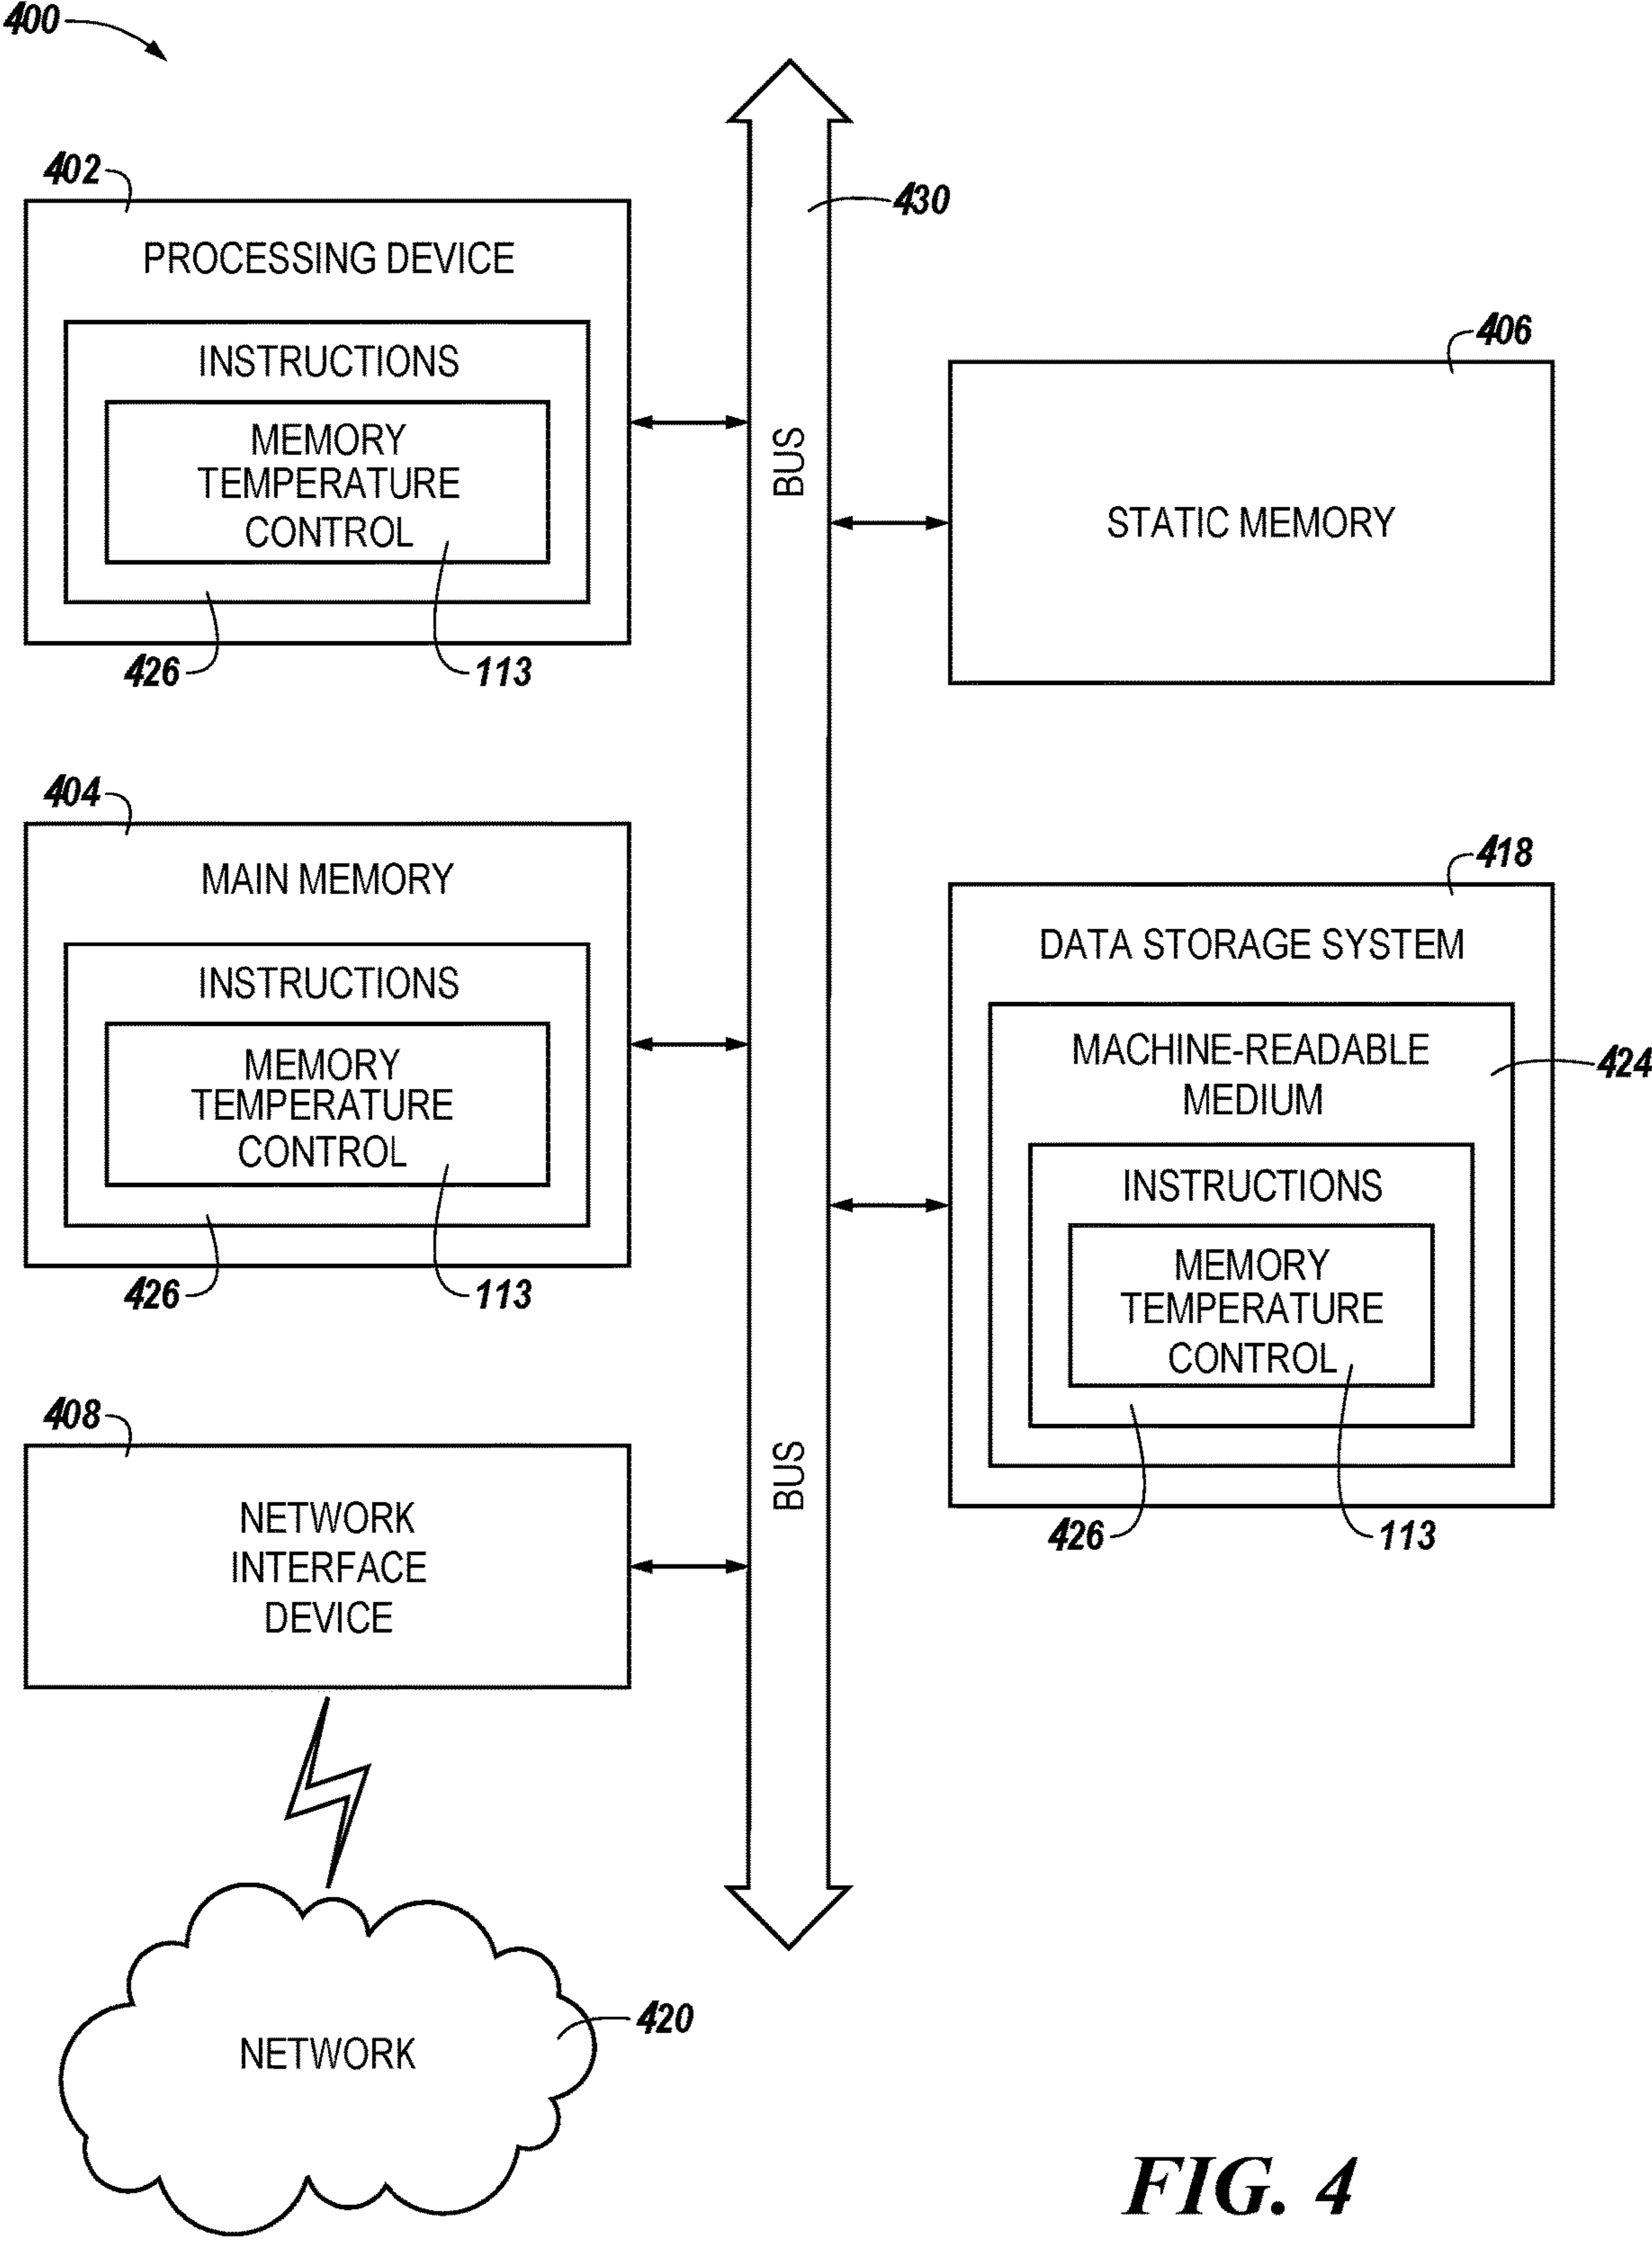 400
402
PROCESSING DEVICE
INSTRUCTIONS
MEMORY
TEMPERATURE
CONTROL
426
113
404
MAIN MEMORY
INSTRUCTIONS
MEMORY
TEMPERATURE
CONTROL
426
113
408
NETWORK
INTERFACE
DEVICE
NETWORK
420
BUS
BUS
430
406
STATIC MEMORY
418
DATA STORAGE SYSTEM
MACHINE-READABLE
MEDIUM
424
INSTRUCTIONS
MEMORY
TEMPERATURE
CONTROL
426
113
FIG. 4